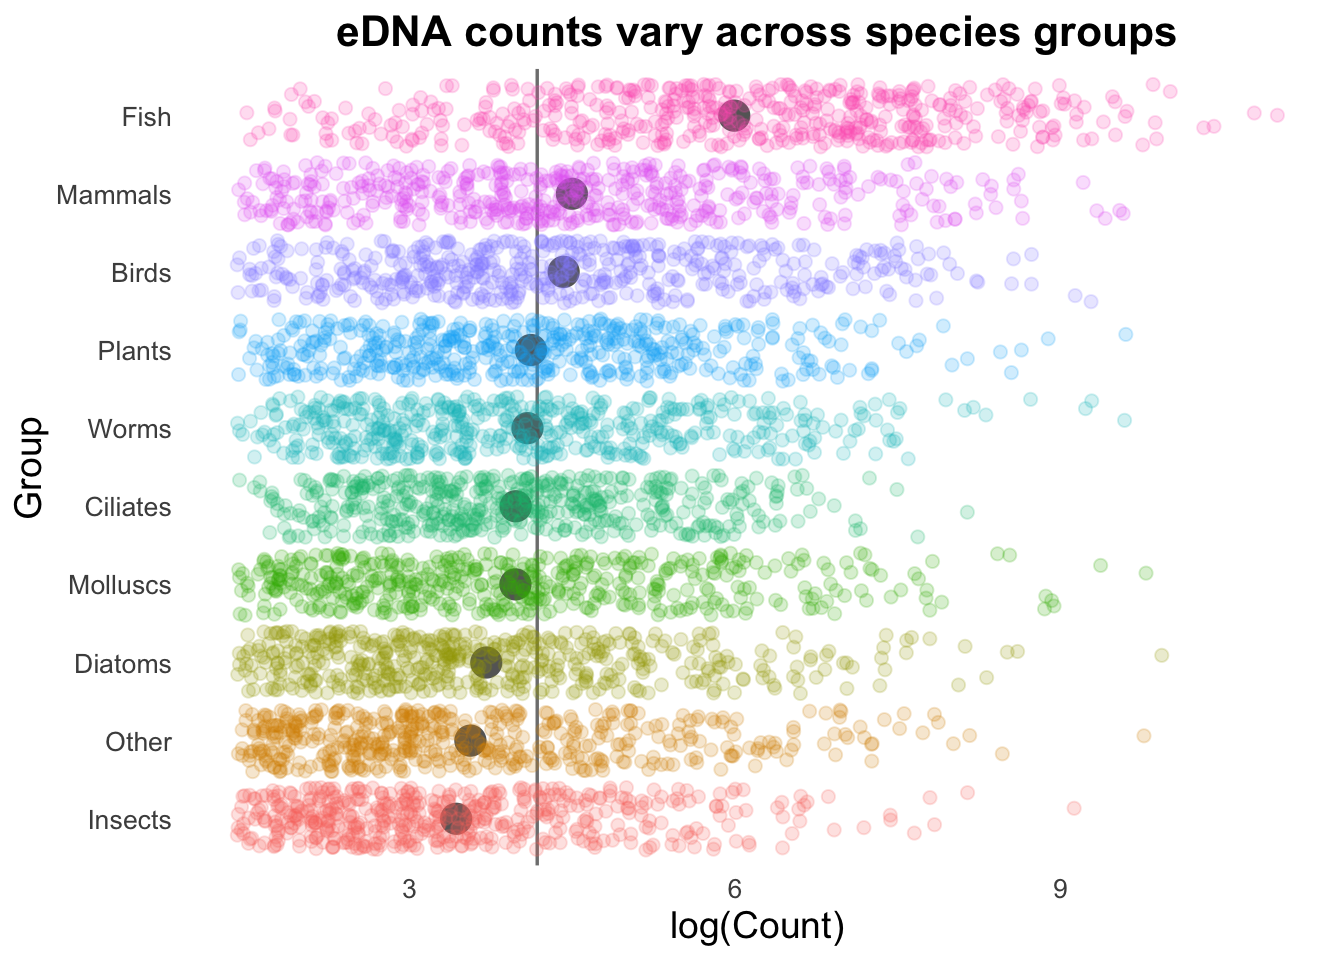 eDNA counts vary across species groups
Group
Fish
Mammals
Birds
Plants
Worms
Ciliates
Molluscs
Diatoms
Other
Insects
3 6 9
log(Count)